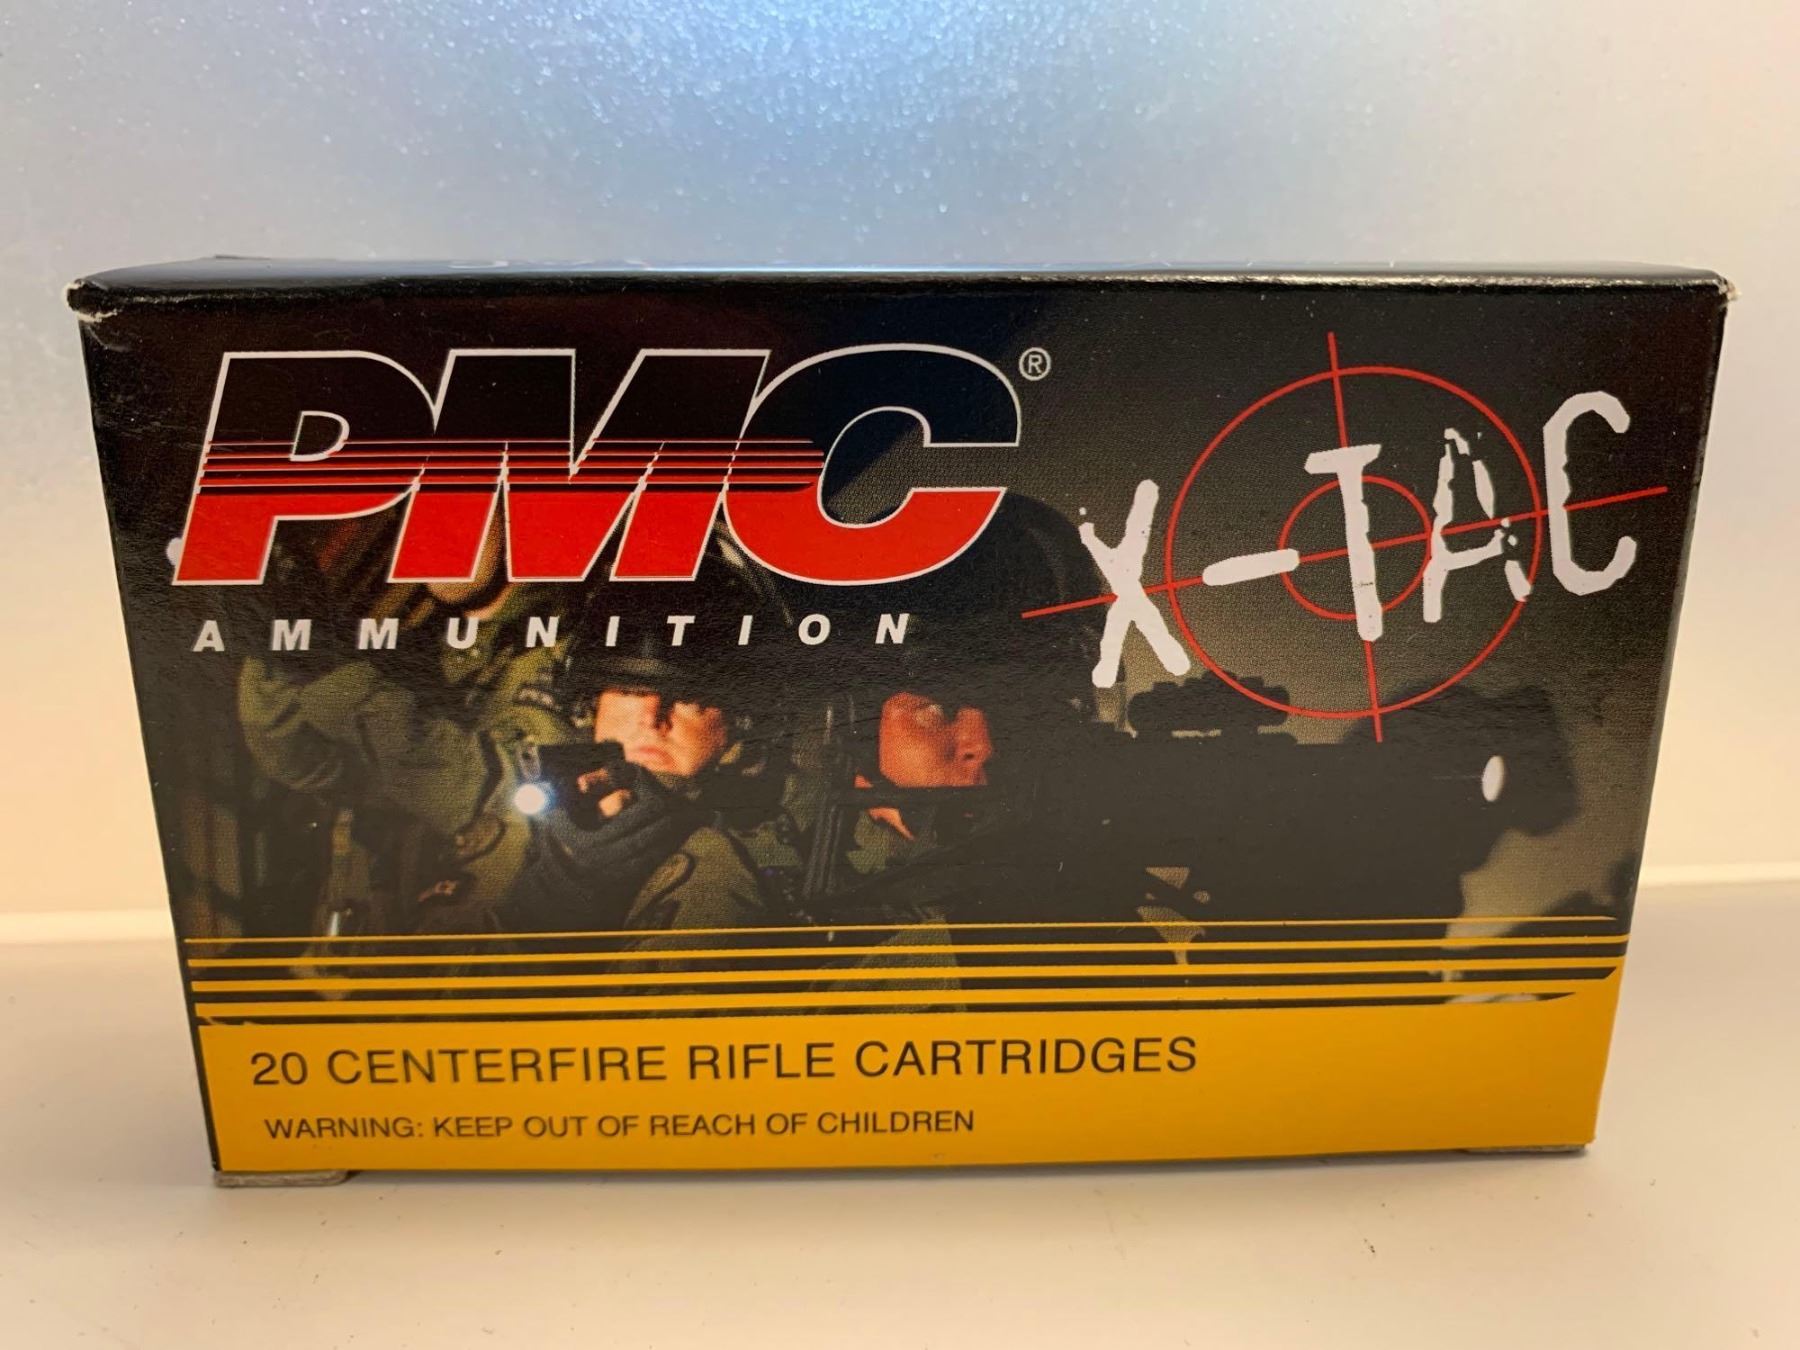 PMC®
X-TAC
AMMUNITION
20 CENTERFIRE RIFLE CARTRIDGES
WARNING: KEEP OUT OF REACH OF CHILDREN